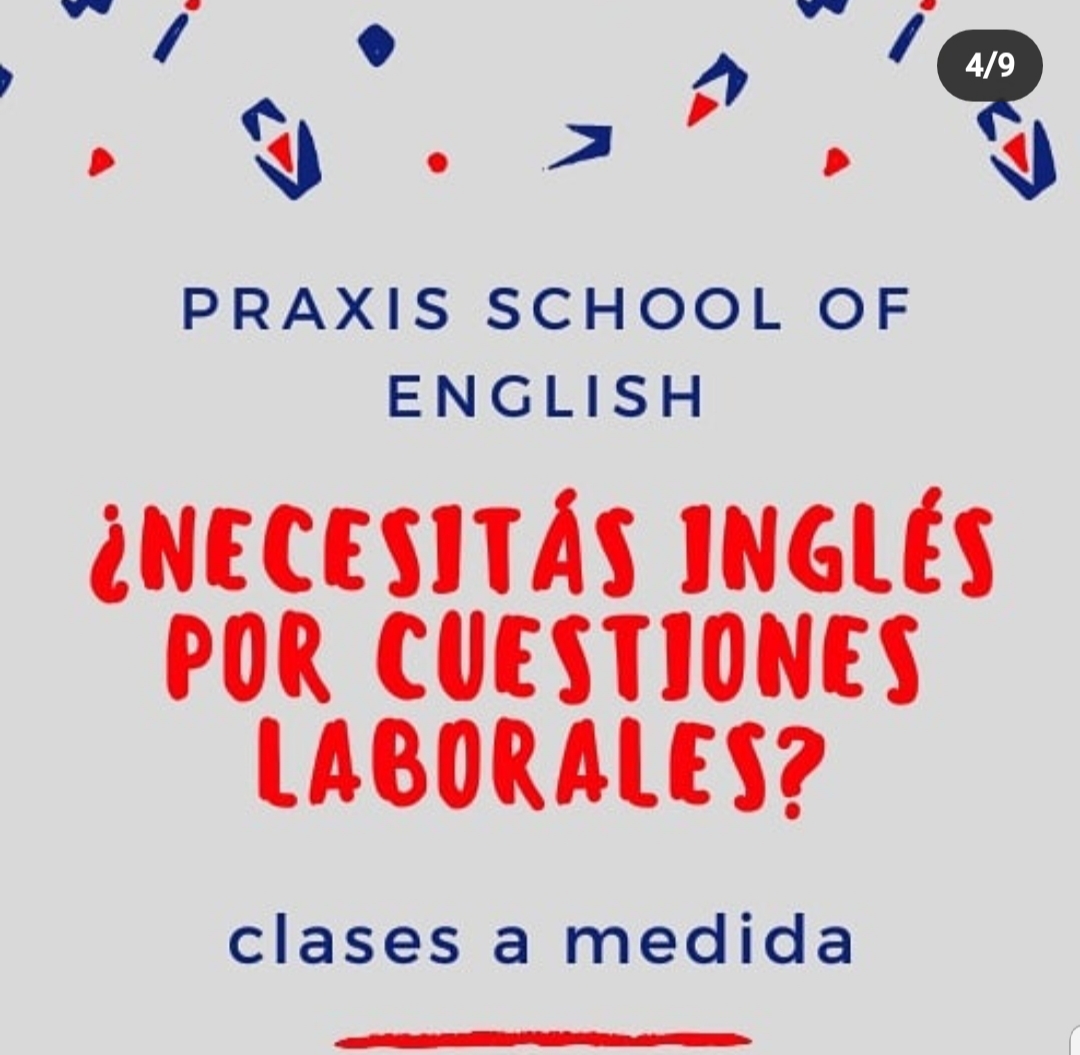 4/9
PRAXIS SCHOOL OF
ENGLISH
¿NECESITÁS INGLÉS
POR CUESTIONES
LABORALES?
clases a medida